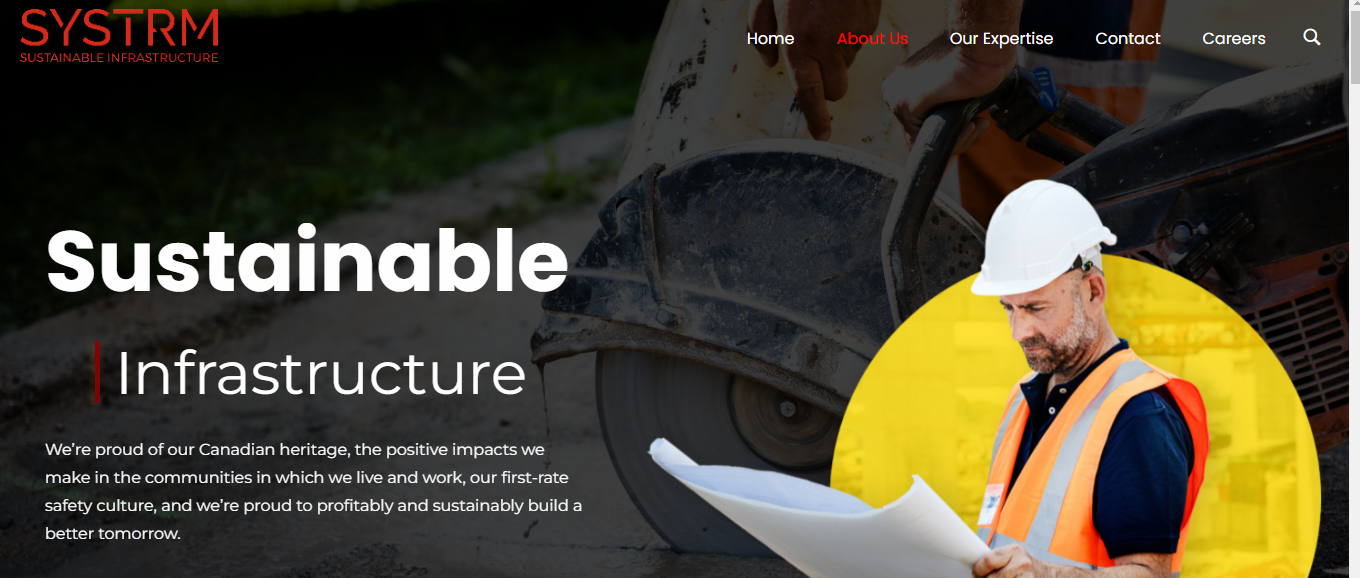 SYSTRM
SUSTAINABLE INFRASTRUCTURE
Home About Us Our Expertise Contact Careers
Sustainable
Infrastructure
We’re proud of our Canadian heritage, the positive impacts we
make in the communities in which we live and work, our first-rate
safety culture, and we’re proud to profitably and sustainably build a
better tomorrow.